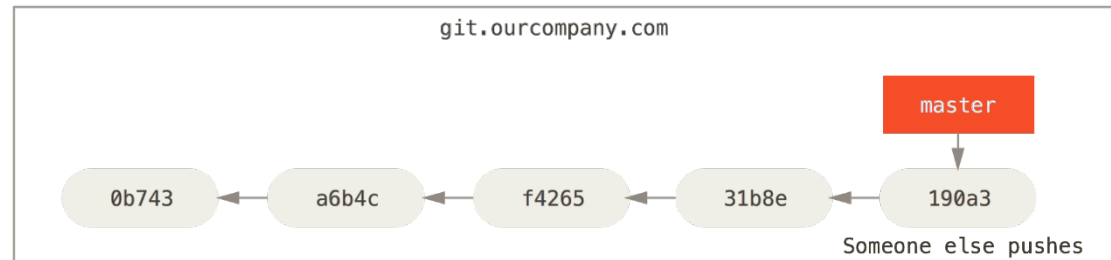 git.ourcompany.com
master
0b743 a6b4c f4265 31b8e 190a3
Someone else pushes